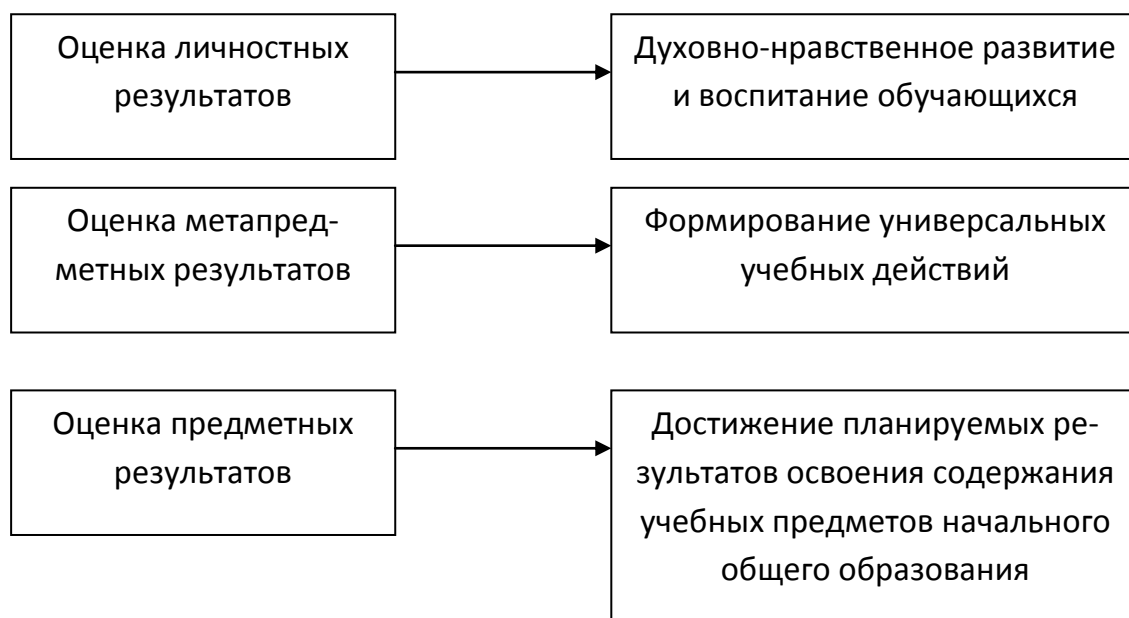 Оценка личностных
результатов
Духовно-нравственное развитие
и воспитание обучающихся
Оценка метапред-
метных результатов
Формирование универсальных
учебных действий
Оценка предметных
результатов
Достижение планируемых ре-
зультатов освоения содержания
учебных предметов начального
общего образования